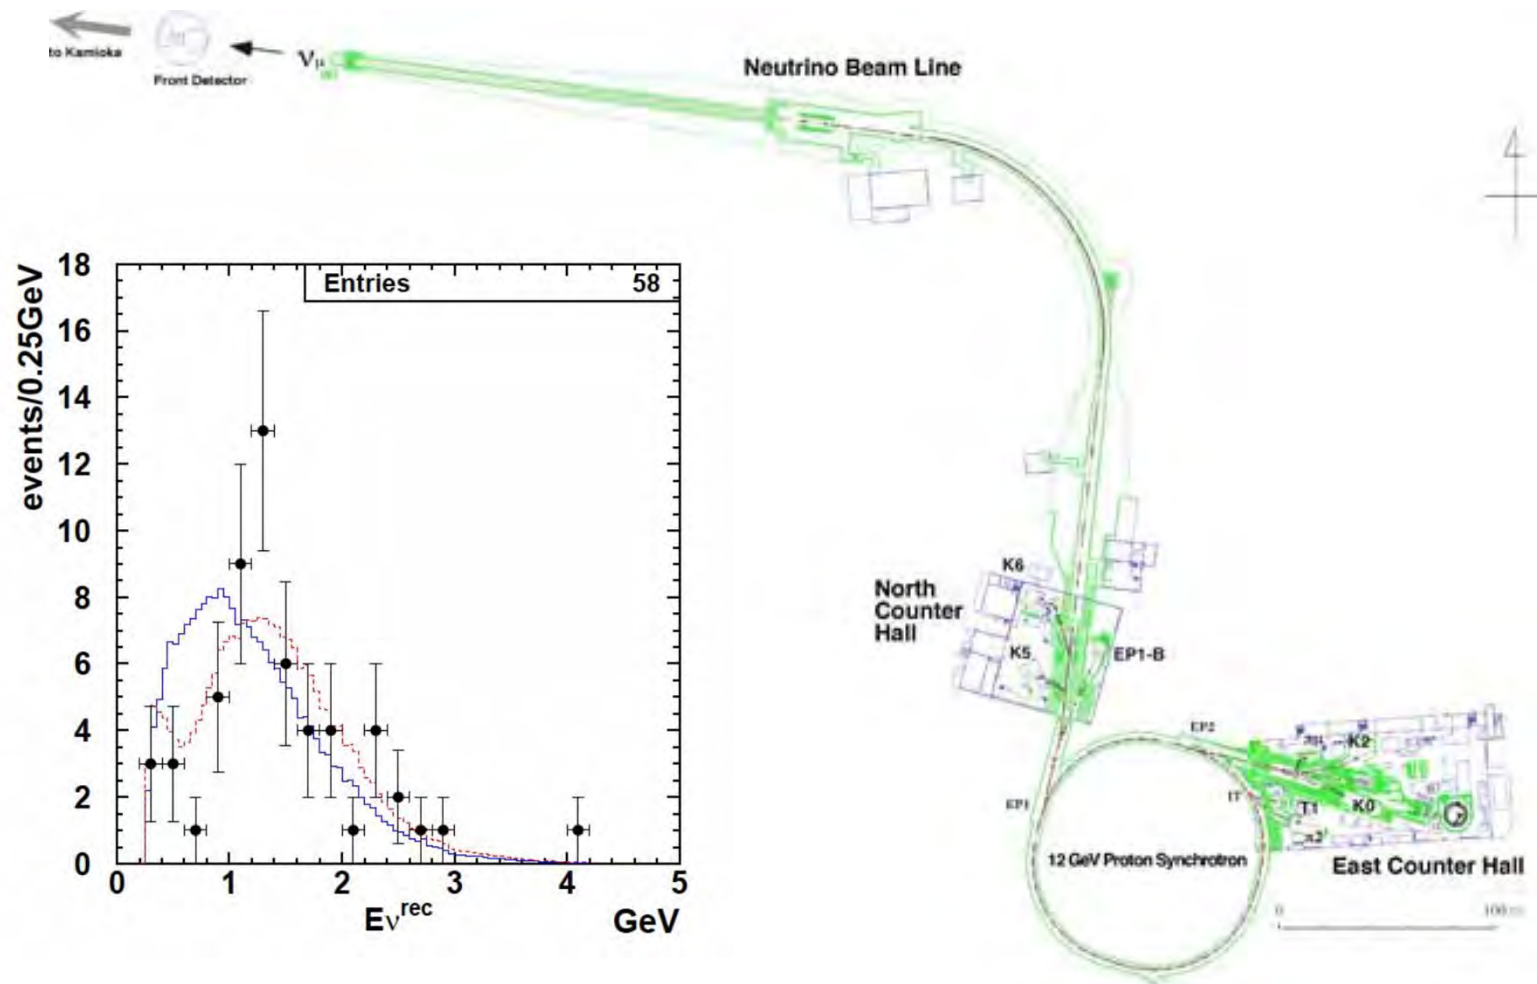 to Kamioka
Front Detector
νμ
Neutrino Beam Line
Entries 58
events/0.25GeV
18
16
14
12
10
8
6
4
2
0
0 1 2 3 4 5
Eνrec
GeV
K6
North
Counter
Hall
K5
EP1-B
EP2
K2
EP1
IT
T1
K0
π2
12 GeV Proton Synchrotron
East Counter Hall
0 100 m